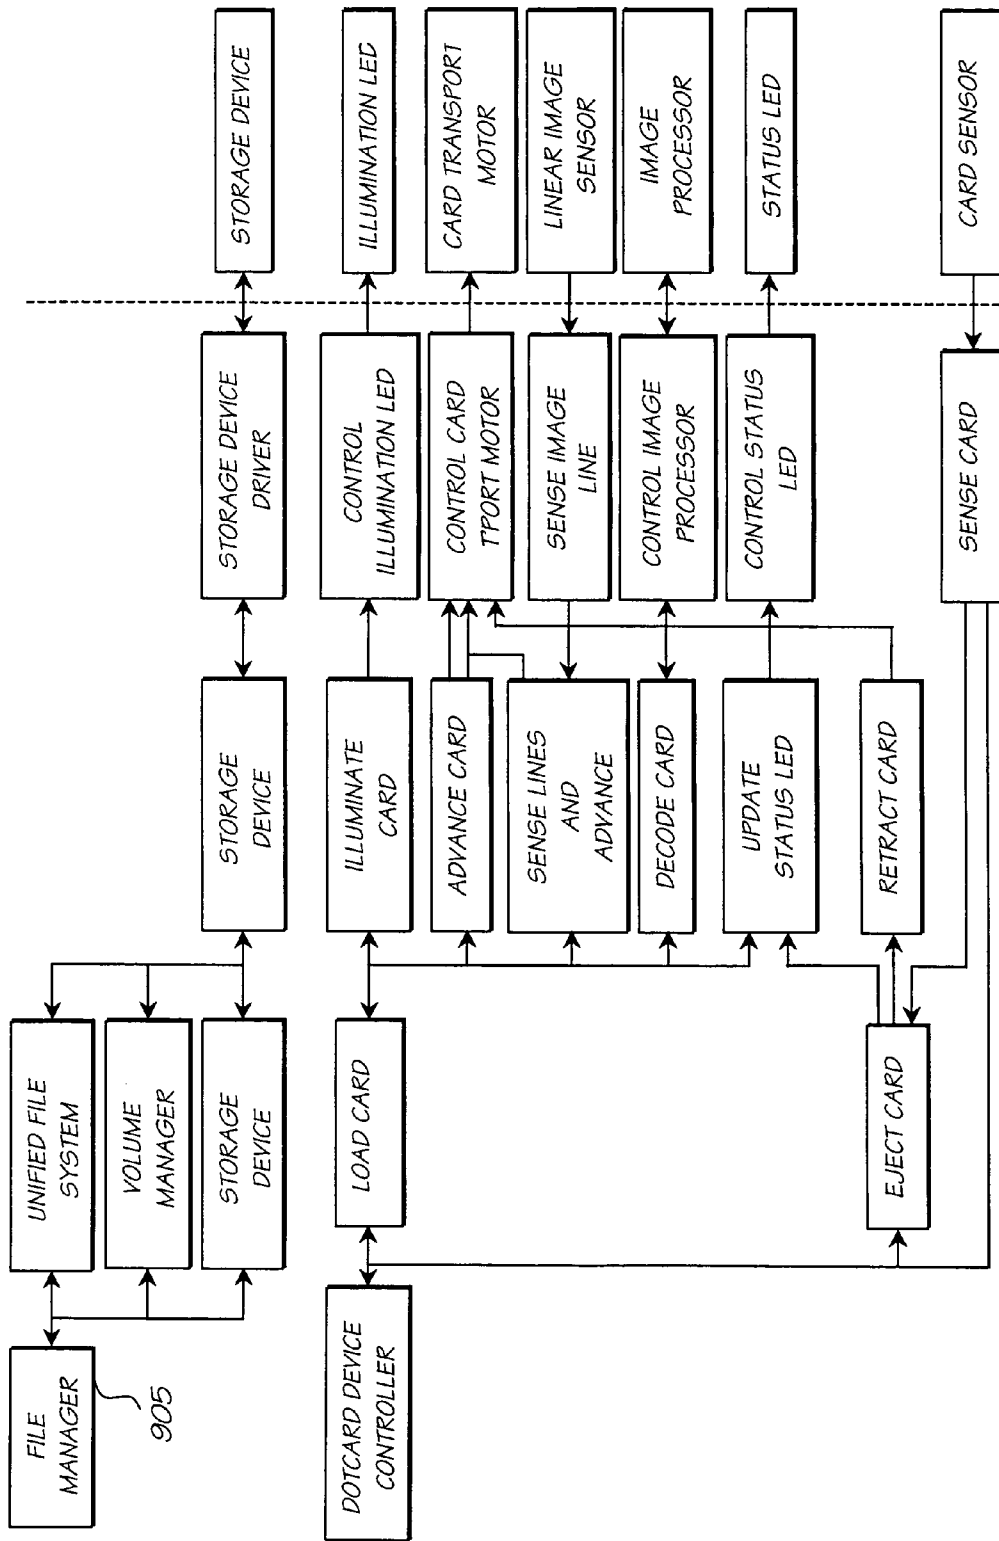 FILE
MANAGER
905
UNIFIED FILE
SYSTEM
VOLUME
MANAGER
STORAGE
DEVICE
STORAGE
DEVICE
STORAGE DEVICE
DRIVER
STORAGE DEVICE
DOTCARD DEVICE
CONTROLLER
LOAD CARD
ILLUMINATE
CARD
CONTROL
ILLUMINATION LED
ILLUMINATION LED
ADVANCE CARD
CONTROL CARD
T'PORT MOTOR
CARD TRANSPORT
MOTOR
SENSE LINES
AND
ADVANCE
SENSE IMAGE
LINE
LINEAR IMAGE
SENSOR
DECODE CARD
CONTROL IMAGE
PROCESSOR
IMAGE
PROCESSOR
UPDATE
STATUS LED
CONTROL STATUS
LED
STATUS LED
EJECT CARD
RETRACT CARD
SENSE CARD
CARD SENSOR